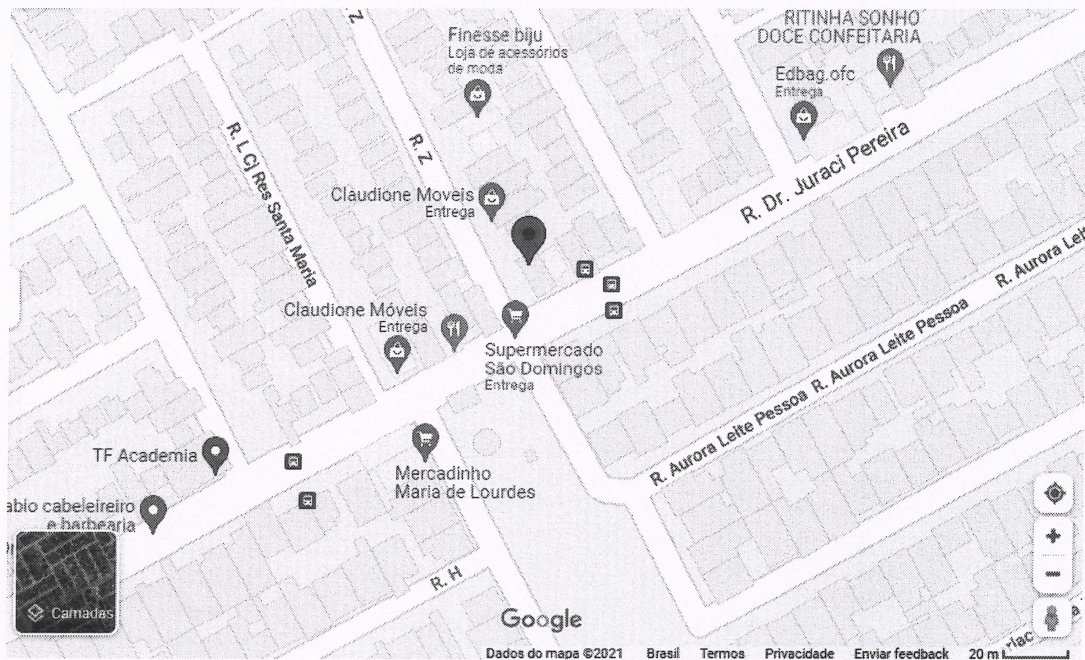 RITINHA SONHO
DOCE CONFEITARIA
Z
Finesse biju
Loja de acessórios
de moda
Edbag.ofc
Entrega
R. Z
R. L Cj Res Santa Maria
R. Dr. Juraci Pereira
Claudione Moveis
Entrega
R. Aurora Leite
Claudione Móveis
Entrega
Supermercado
São Domingos
Entrega
R. Aurora Leite Pessoa
R. Aurora Leite Pessoa
TF Academia
Mercadinho
Maria de Lourdes
abio cabeleireiro
e barbearia
R. H
Camadas
Google
Dados do mapa ©2021 Brasil Termos Privacidade Enviar feedback 20 m